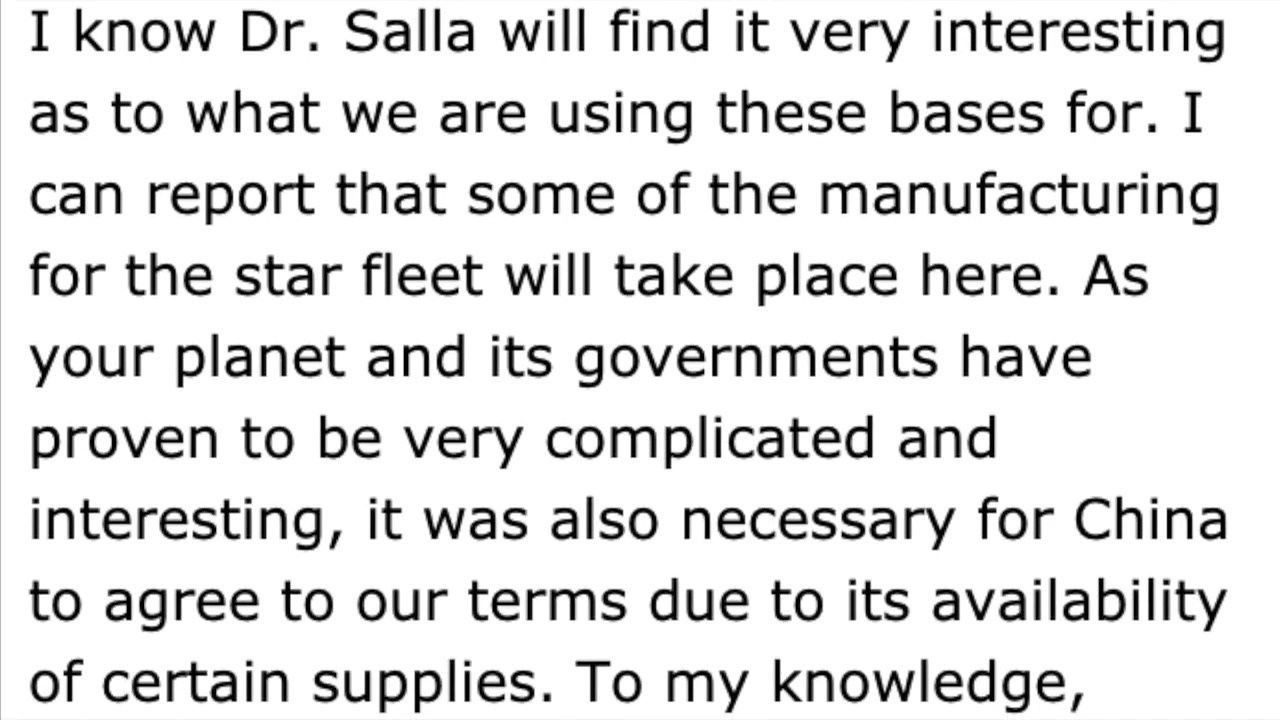 I know Dr. Salla will find it very interesting
as to what we are using these bases for. I
can report that some of the manufacturing
for the star fleet will take place here. As
your planet and its governments have
proven to be very complicated and
interesting, it was also necessary for China
to agree to our terms due to its availability
of certain supplies. To my knowledge,